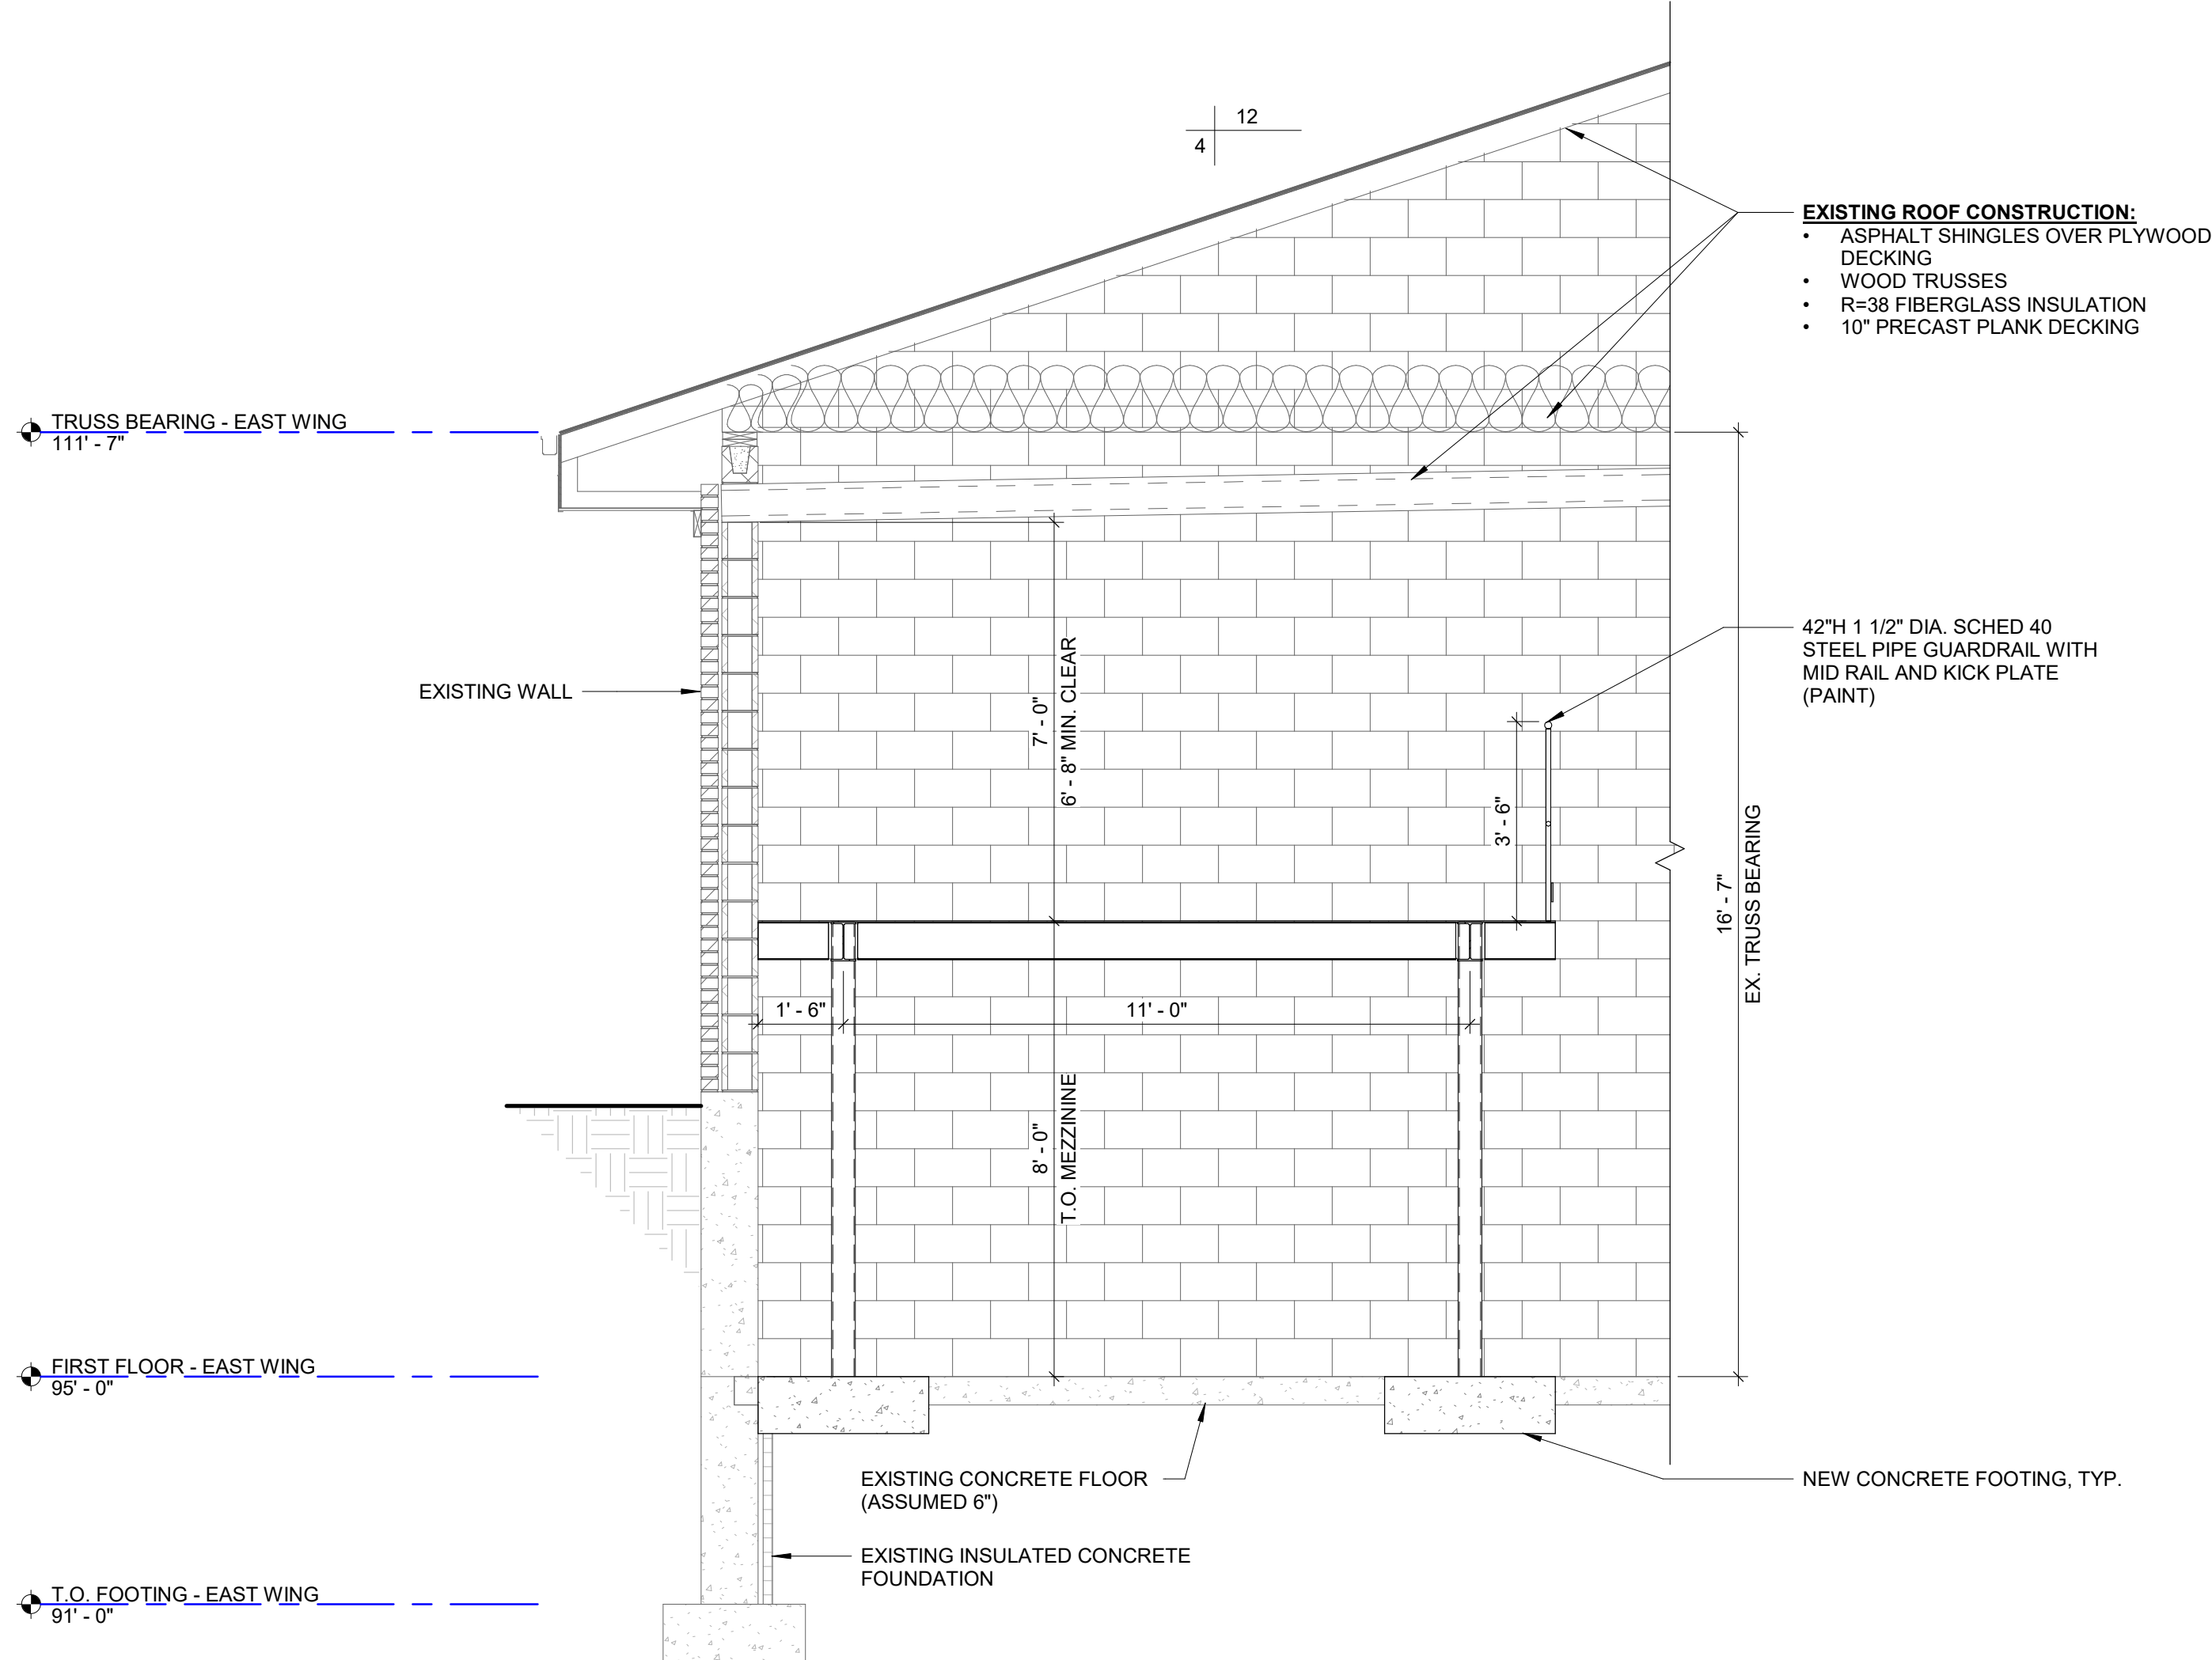 12
4
EXISTING ROOF CONSTRUCTION:
• ASPHALT SHINGLES OVER PLYWOOD
DECKING
• WOOD TRUSSES
• R=38 FIBERGLASS INSULATION
• 10" PRECAST PLANK DECKING
TRUSS BEARING - EAST WING
111' - 7"
42"H 1 1/2" DIA. SCHED 40
STEEL PIPE GUARDRAIL WITH
MID RAIL AND KICK PLATE
(PAINT)
EXISTING WALL
7' - 0"
6' - 8" MIN. CLEAR
3' - 6"
16' - 7"
EX. TRUSS BEARING
1' - 6"
11' - 0"
8' - 0"
T.O. MEZZININE
FIRST FLOOR - EAST WING
95' - 0"
EXISTING CONCRETE FLOOR
(ASSUMED 6")
NEW CONCRETE FOOTING, TYP.
EXISTING INSULATED CONCRETE
FOUNDATION
T.O. FOOTING - EAST WING
91' - 0"